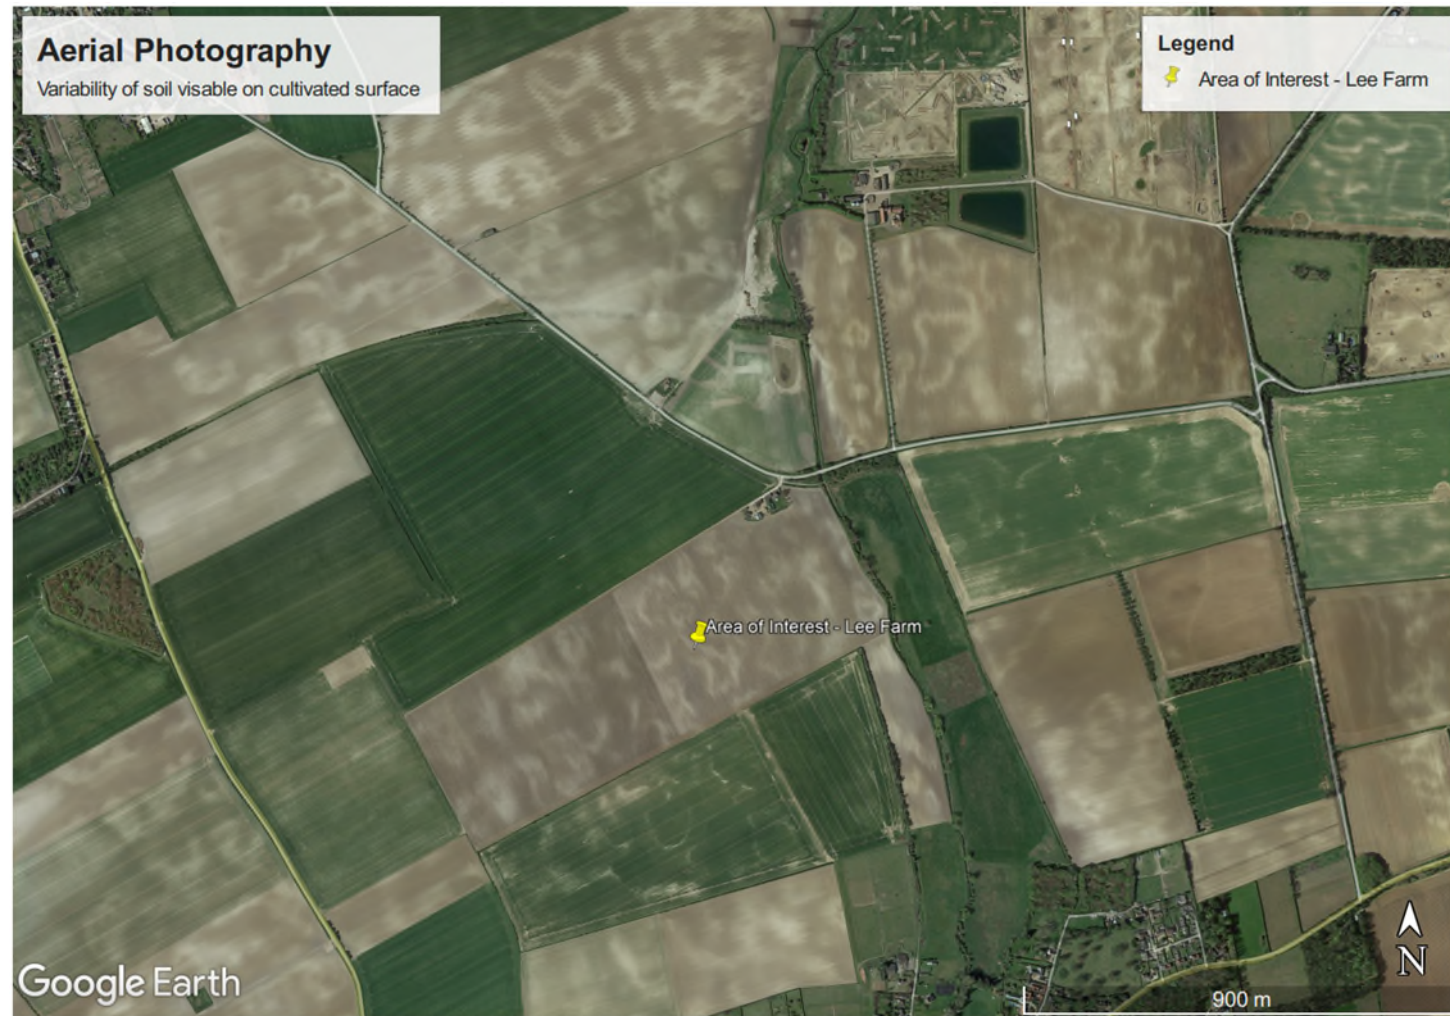 Aerial Photography
Variability of soil visable on cultivated surface
Legend
Area of Interest - Lee Farm
Area of Interest - Lee Farm
N
Google Earth
900 m